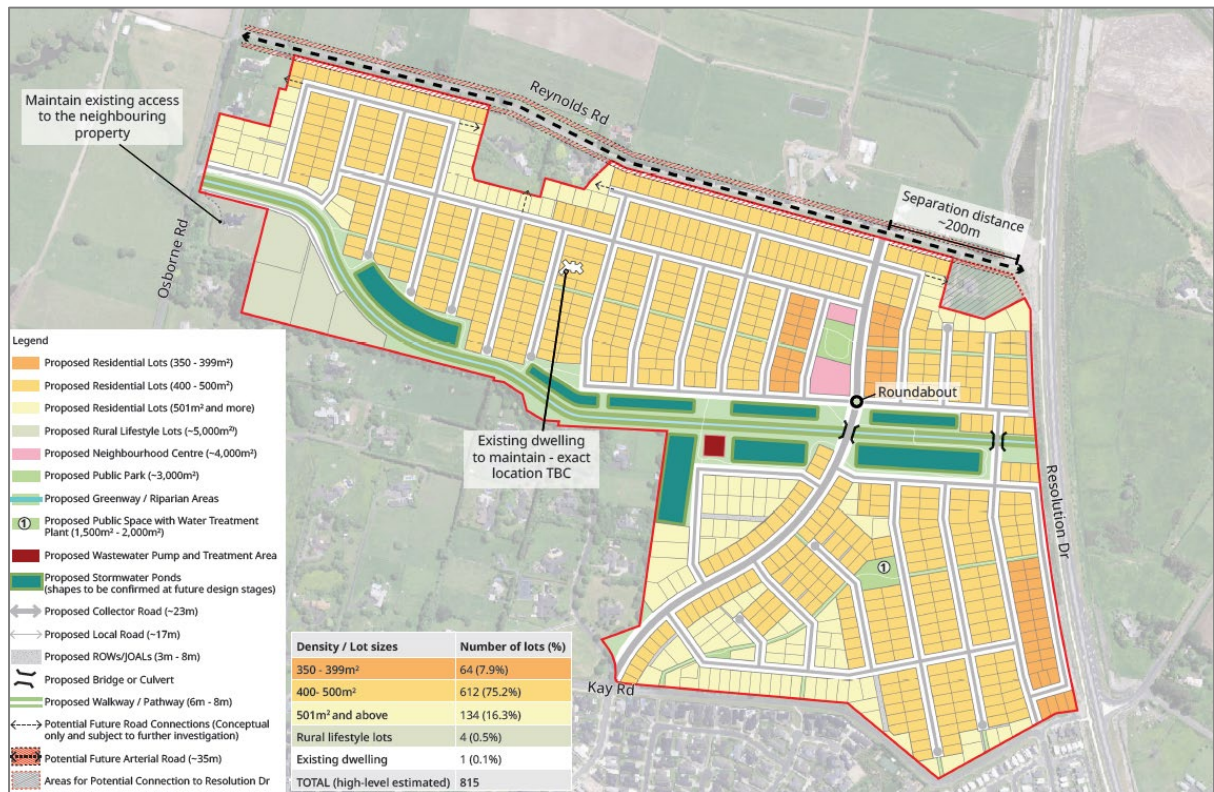 Reynolds Rd
Maintain existing access
to the neighbouring
property
Separation distance
~200m
Osborne Rd
Roundabout
Existing dwelling
to maintain - exact
location TBC
Resolution Dr
Kay Rd
①
Legend
Proposed Residential Lots (350 - 399m²)
Proposed Residential Lots (400 - 500m²)
Proposed Residential Lots (501m² and more)
Proposed Rural Lifestyle Lots (~5,000m²)
Proposed Neighbourhood Centre (~4,000m²)
Proposed Public Park (~3,000m²)
Proposed Greenway / Riparian Areas
① Proposed Public Space with Water Treatment
Plant (1,500m² - 2,000m²)
Proposed Wastewater Pump and Treatment Area
Proposed Stormwater Ponds
(shapes to be confirmed at future design stages)
Proposed Collector Road (~23m)
Proposed Local Road (~17m)
Proposed ROWs/JOALs (3m - 8m)
Proposed Bridge or Culvert
Proposed Walkway / Pathway (6m - 8m)
Potential Future Road Connections (Conceptual
only and subject to further investigation)
Potential Future Arterial Road (~35m)
Areas for Potential Connection to Resolution Dr
Density / Lot sizes Number of lots (%)
350 - 399m² 64 (7.9%)
400- 500m² 612 (75.2%)
501m² and above 134 (16.3%)
Rural lifestyle lots 4 (0.5%)
Existing dwelling 1 (0.1%)
TOTAL (high-level estimated) 815